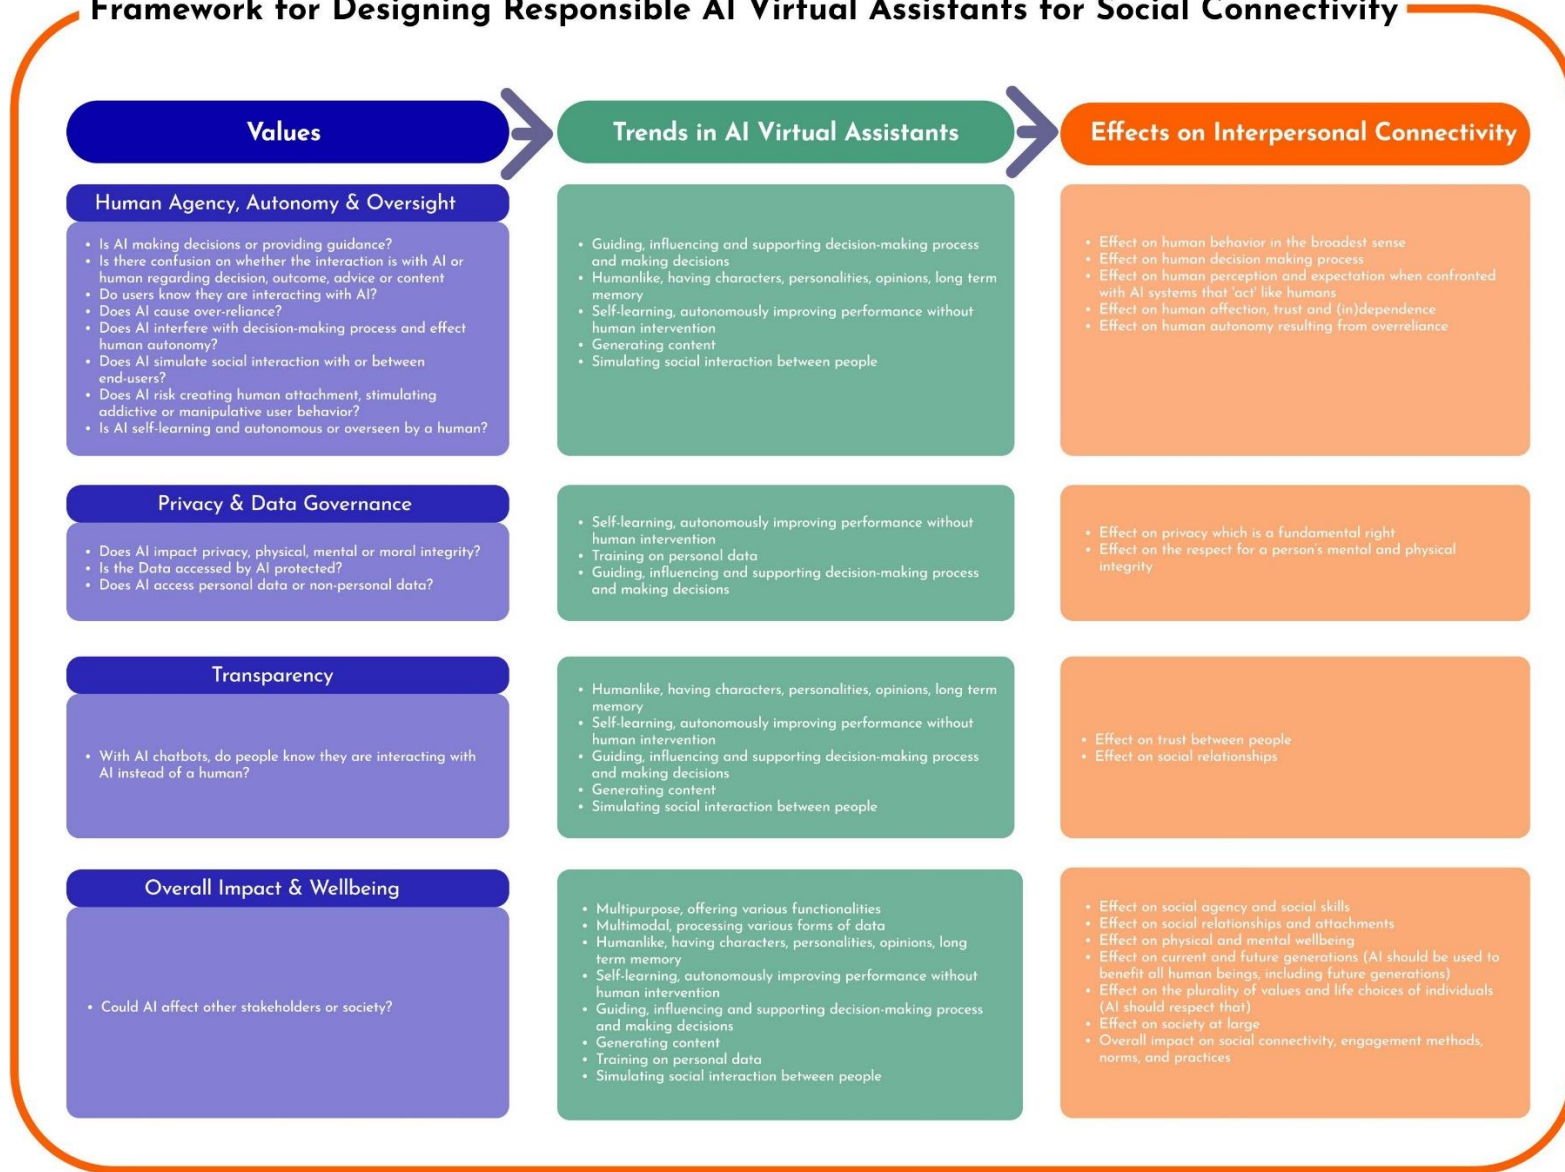 Framework for Designing Responsible AI Virtual Assistants for Social Connectivity
Values
Trends in AI Virtual Assistants
Effects on Interpersonal Connectivity
Human Agency, Autonomy & Oversight
• Is AI making decisions or providing guidance?
• Is there confusion on whether the interaction is with AI or
human regarding decision, outcome, advice or content
• Do users know they are interacting with AI?
• Does AI cause over-reliance?
• Does AI interfere with decision-making process and effect
human autonomy?
• Does AI simulate social interaction with or between
end-users?
• Does AI risk creating human attachment, stimulating
addictive or manipulative user behavior?
• Is AI self-learning and autonomous or overseen by a human?
• Guiding, influencing and supporting decision-making process
and making decisions
• Humanlike, having characters, personalities, opinions, long term
memory
• Self-learning, autonomously improving performance without
human intervention
• Generating content
• Simulating social interaction between people
• Effect on human behavior in the broadest sense
• Effect on human decision making process
• Effect on human perception and expectation when confronted
with AI systems that 'act' like humans
• Effect on human affection, trust and (in)dependence
• Effect on human autonomy resulting from overreliance
Privacy & Data Governance
• Does AI impact privacy, physical, mental or moral integrity?
• Is the Data accessed by AI protected?
• Does AI access personal data or non-personal data?
• Self-learning, autonomously improving performance without
human intervention
• Training on personal data
• Guiding, influencing and supporting decision-making process
and making decisions
• Effect on privacy which is a fundamental right
• Effect on the respect for a person's mental and physical
integrity
Transparency
• With AI chatbots, do people know they are interacting with
AI instead of a human?
• Humanlike, having characters, personalities, opinions, long term
memory
• Self-learning, autonomously improving performance without
human intervention
• Guiding, influencing and supporting decision-making process
and making decisions
• Generating content
• Simulating social interaction between people
• Effect on trust between people
• Effect on social relationships
Overall Impact & Wellbeing
• Could AI affect other stakeholders or society?
• Multipurpose, offering various functionalities
• Multimodal, processing various forms of data
• Humanlike, having characters, personalities, opinions, long
term memory
• Self-learning, autonomously improving performance without
human intervention
• Guiding, influencing and supporting decision-making process
and making decisions
• Generating content
• Training on personal data
• Simulating social interaction between people
• Effect on social agency and social skills
• Effect on social relationships and attachments
• Effect on physical and mental wellbeing
• Effect on current and future generations (AI should be used to
benefit all human beings, including future generations)
• Effect on the plurality of values and life choices of individuals
(AI should respect that)
• Effect on society at large
• Overall impact on social connectivity, engagement methods,
norms, and practices